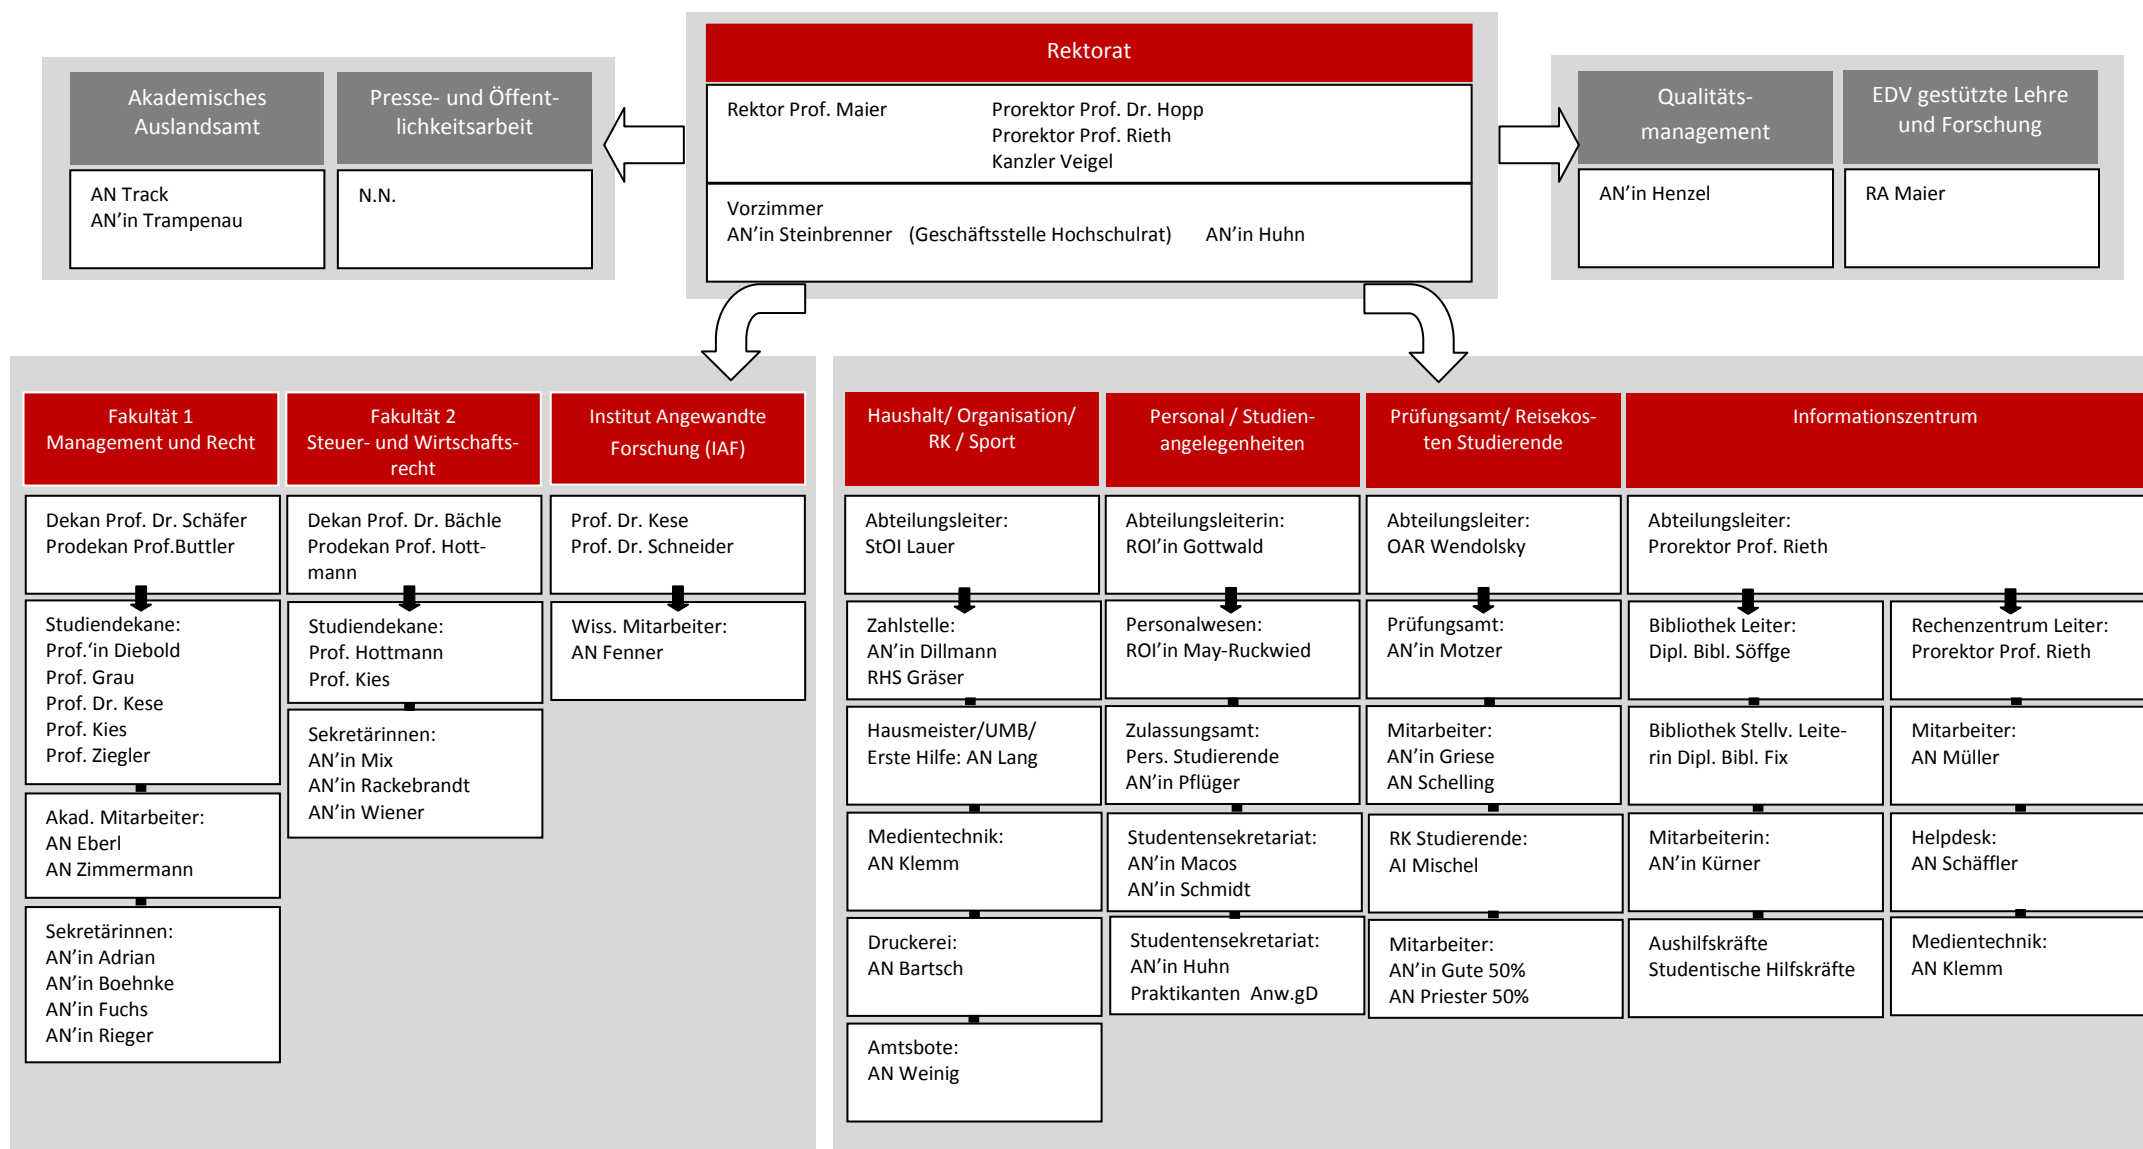 Rektorat
Rektor Prof. Maier
Prorektor Prof. Dr. Hopp
Prorektor Prof. Rieth
Kanzler Veigel
Vorzimmer
AN’in Steinbrenner (Geschäftsstelle Hochschulrat) AN’in Huhn
Akademisches
Auslandsamt
AN Track
AN’in Trampenau
Presse- und Öffent-
lichkeitsarbeit
N.N.
Qualitäts-
management
AN’in Henzel
EDV gestützte Lehre
und Forschung
RA Maier
Fakultät 1
Management und Recht
Dekan Prof. Dr. Schäfer
Prodekan Prof.Buttler
Studiendekane:
Prof.‘in Diebold
Prof. Grau
Prof. Dr. Kese
Prof. Kies
Prof. Ziegler
Akad. Mitarbeiter:
AN Eberl
AN Zimmermann
Sekretärinnen:
AN’in Adrian
AN’in Boehnke
AN’in Fuchs
AN’in Rieger
Fakultät 2
Steuer- und Wirtschafts-
recht
Dekan Prof. Dr. Bächle
Prodekan Prof. Hott-
mann
Studiendekane:
Prof. Hottmann
Prof. Kies
Sekretärinnen:
AN’in Mix
AN’in Rackebrandt
AN’in Wiener
Institut Angewandte
Forschung (IAF)
Prof. Dr. Kese
Prof. Dr. Schneider
Wiss. Mitarbeiter:
AN Fenner
Haushalt/ Organisation/
RK / Sport
Abteilungsleiter:
StOI Lauer
Zahlstelle:
AN’in Dillmann
RHS Gräser
Hausmeister/UMB/
Erste Hilfe: AN Lang
Medientechnik:
AN Klemm
Druckerei:
AN Bartsch
Amtsbote:
AN Weinig
Personal / Studien-
angelegenheiten
Abteilungsleiterin:
ROI’in Gottwald
Personalwesen:
ROI’in May-Ruckwied
Zulassungsamt:
Pers. Studierende
AN’in Pflüger
Studentensekretariat:
AN’in Macos
AN’in Schmidt
Studentensekretariat:
AN’in Huhn
Praktikanten Anw.gD
Prüfungsamt/ Reisekos-
ten Studierende
Abteilungsleiter:
OAR Wendolsky
Prüfungsamt:
AN’in Motzer
Mitarbeiter:
AN’in Griese
AN Schelling
RK Studierende:
AI Mischel
Mitarbeiter:
AN’in Gute 50%
AN Priester 50%
Informationszentrum
Abteilungsleiter:
Prorektor Prof. Rieth
Bibliothek Leiter:
Dipl. Bibl. Söffge
Bibliothek Stellv. Leite-
rin Dipl. Bibl. Fix
Mitarbeiterin:
AN’in Kürner
Aushilfskräfte
Studentische Hilfskräfte
Rechenzentrum Leiter:
Prorektor Prof. Rieth
Mitarbeiter:
AN Müller
Helpdesk:
AN Schäffler
Medientechnik:
AN Klemm